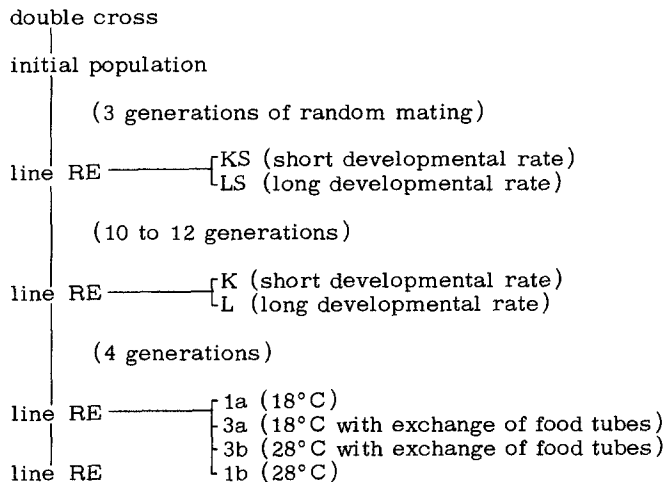 double cross
initial population
(3 generations of random mating)
line RE
KS (short developmental rate)
LS (long developmental rate)
(10 to 12 generations)
line RE
K (short developmental rate)
L (long developmental rate)
(4 generations)
line RE
1a (18°C)
3a (18°C with exchange of food tubes)
3b (28°C with exchange of food tubes)
line RE
1b (28°C)